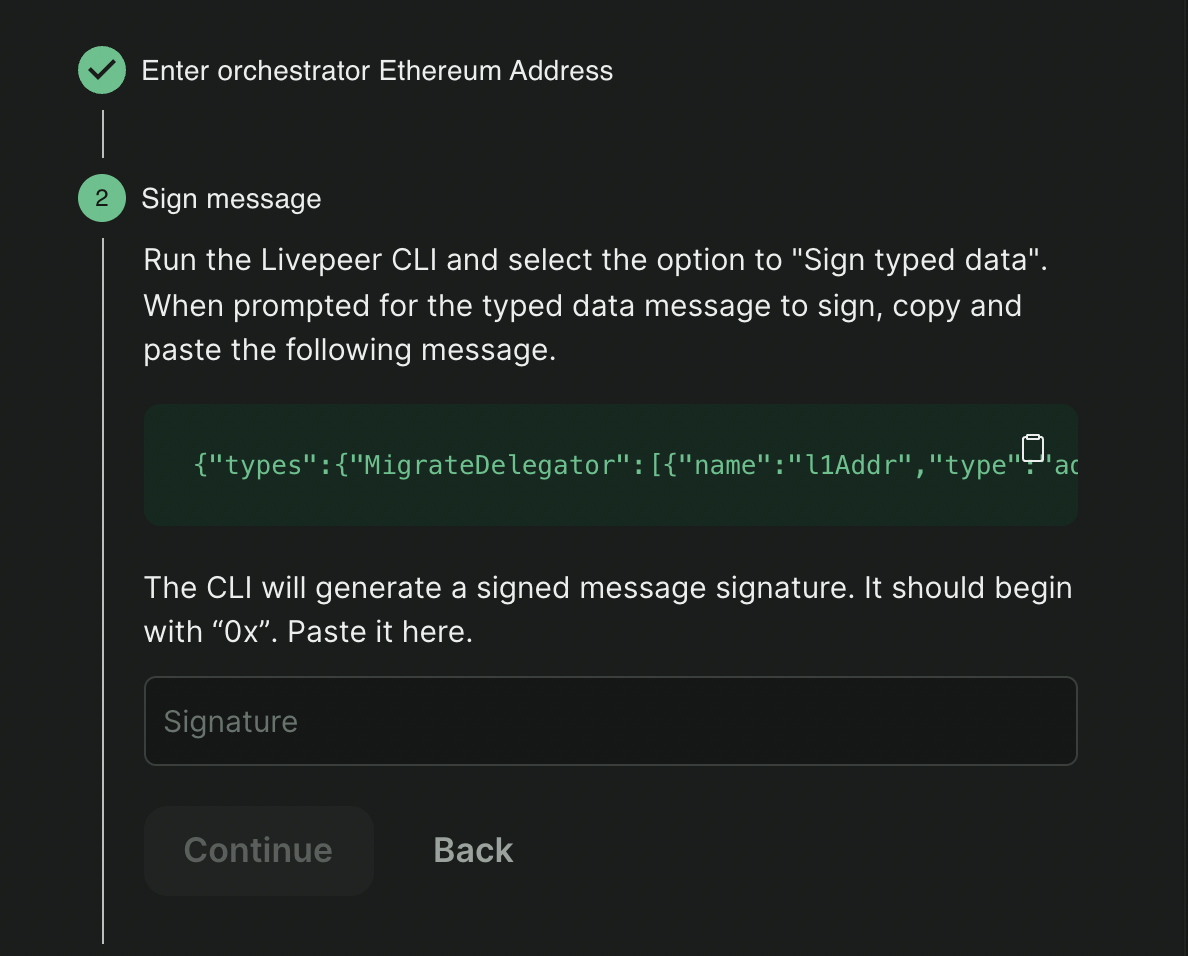 Enter orchestrator Ethereum Address
2
Sign message
Run the Livepeer CLI and select the option to "Sign typed data".
When prompted for the typed data message to sign, copy and
paste the following message.
{"types":{"MigrateDelegator":[{"name":"l1Addr","type":"ad
The CLI will generate a signed message signature. It should begin
with “0x”. Paste it here.
Signature
Continue
Back